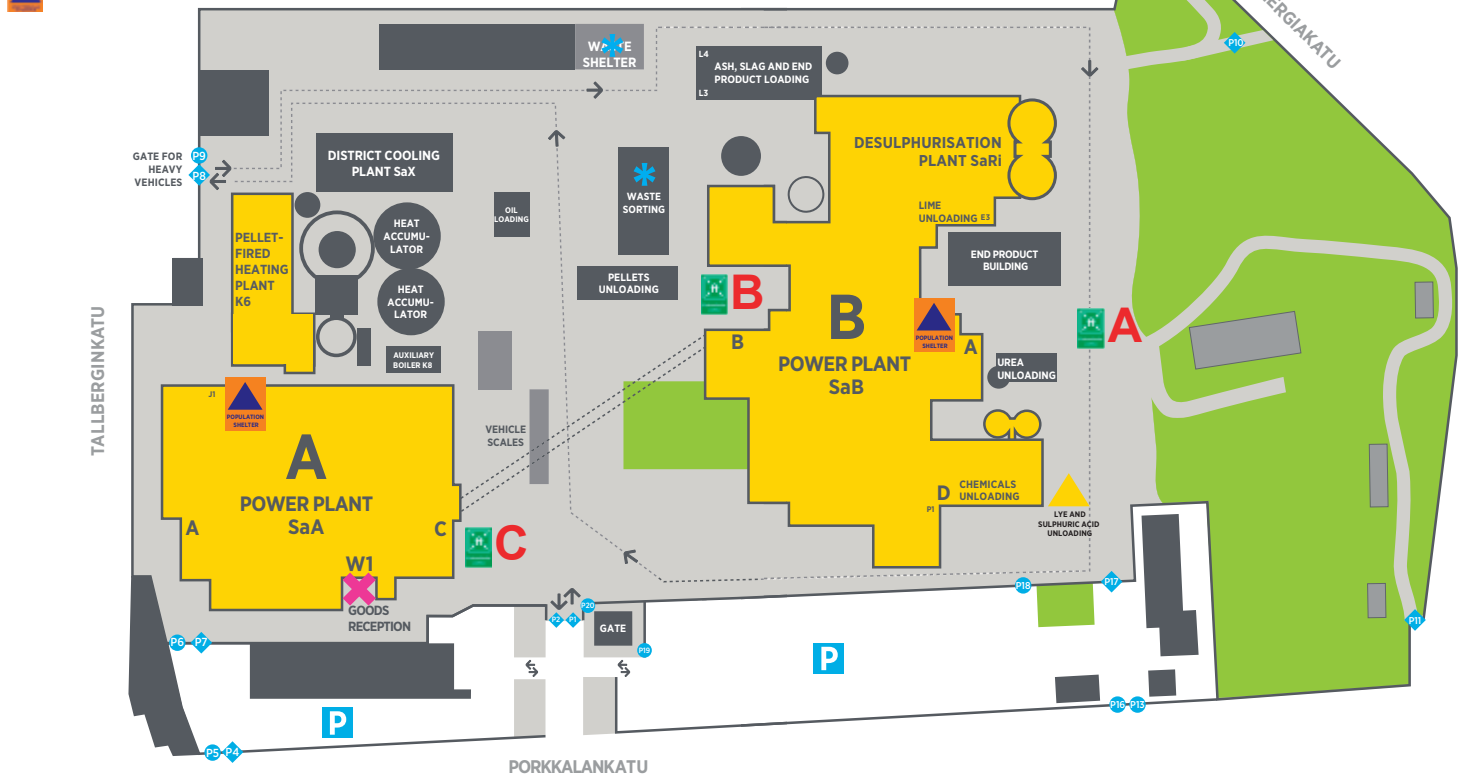 ERGIAKATU
P10
WASTE
SHELTER
L4
ASH, SLAG AND END
PRODUCT LOADING
L3
DESULPHURISATION
PLANT SaRi
GATE FOR
HEAVY
VEHICLES
P9
P8
DISTRICT COOLING
PLANT SaX
WASTE
SORTING
OIL
LOADING
LIME
UNLOADING E3
HEAT
ACCUMU-
LATOR
PELLET-
FIRED
HEATING
PLANT
K6
END PRODUCT
BUILDING
PELLETS
UNLOADING
HEAT
ACCUMU-
LATOR
B
B
A
POPULATION
SHELTER
B
A
TALLBERGINKATU
AUXILIARY
BOILER K8
POWER PLANT
SaB
UREA
UNLOADING
J1
POPULATION
SHELTER
VEHICLE
SCALES
A
POWER PLANT
SaA
A
C
C
D
CHEMICALS
UNLOADING
P1
LYE AND
SULPHURIC ACID
UNLOADING
W1
GOODS
RECEPTION
P18
P17
P20
P2
P1
GATE
P19
P11
P6
P7
P
P
P16
P13
P5
P4
PORKKALANKATU